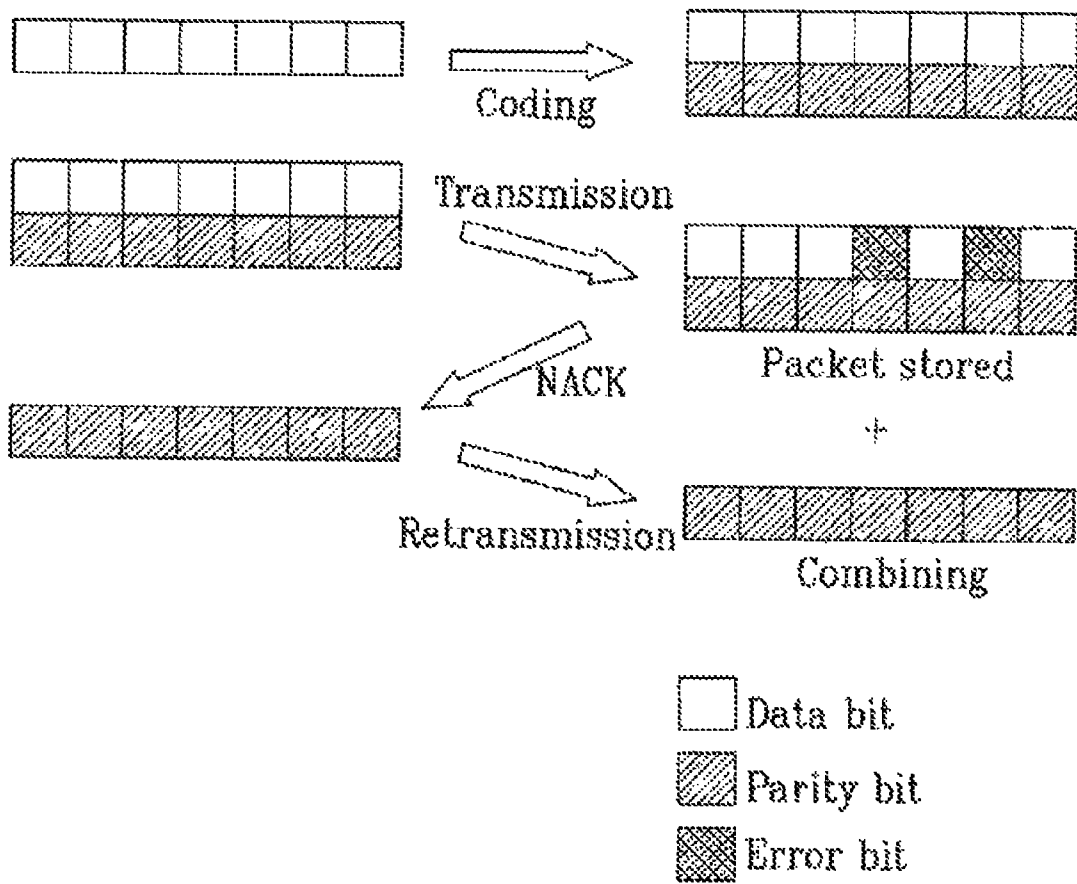 Coding
Transmission
NACK
Packet stored
+
Retransmission
Combining
Data bit
Parity bit
Error bit